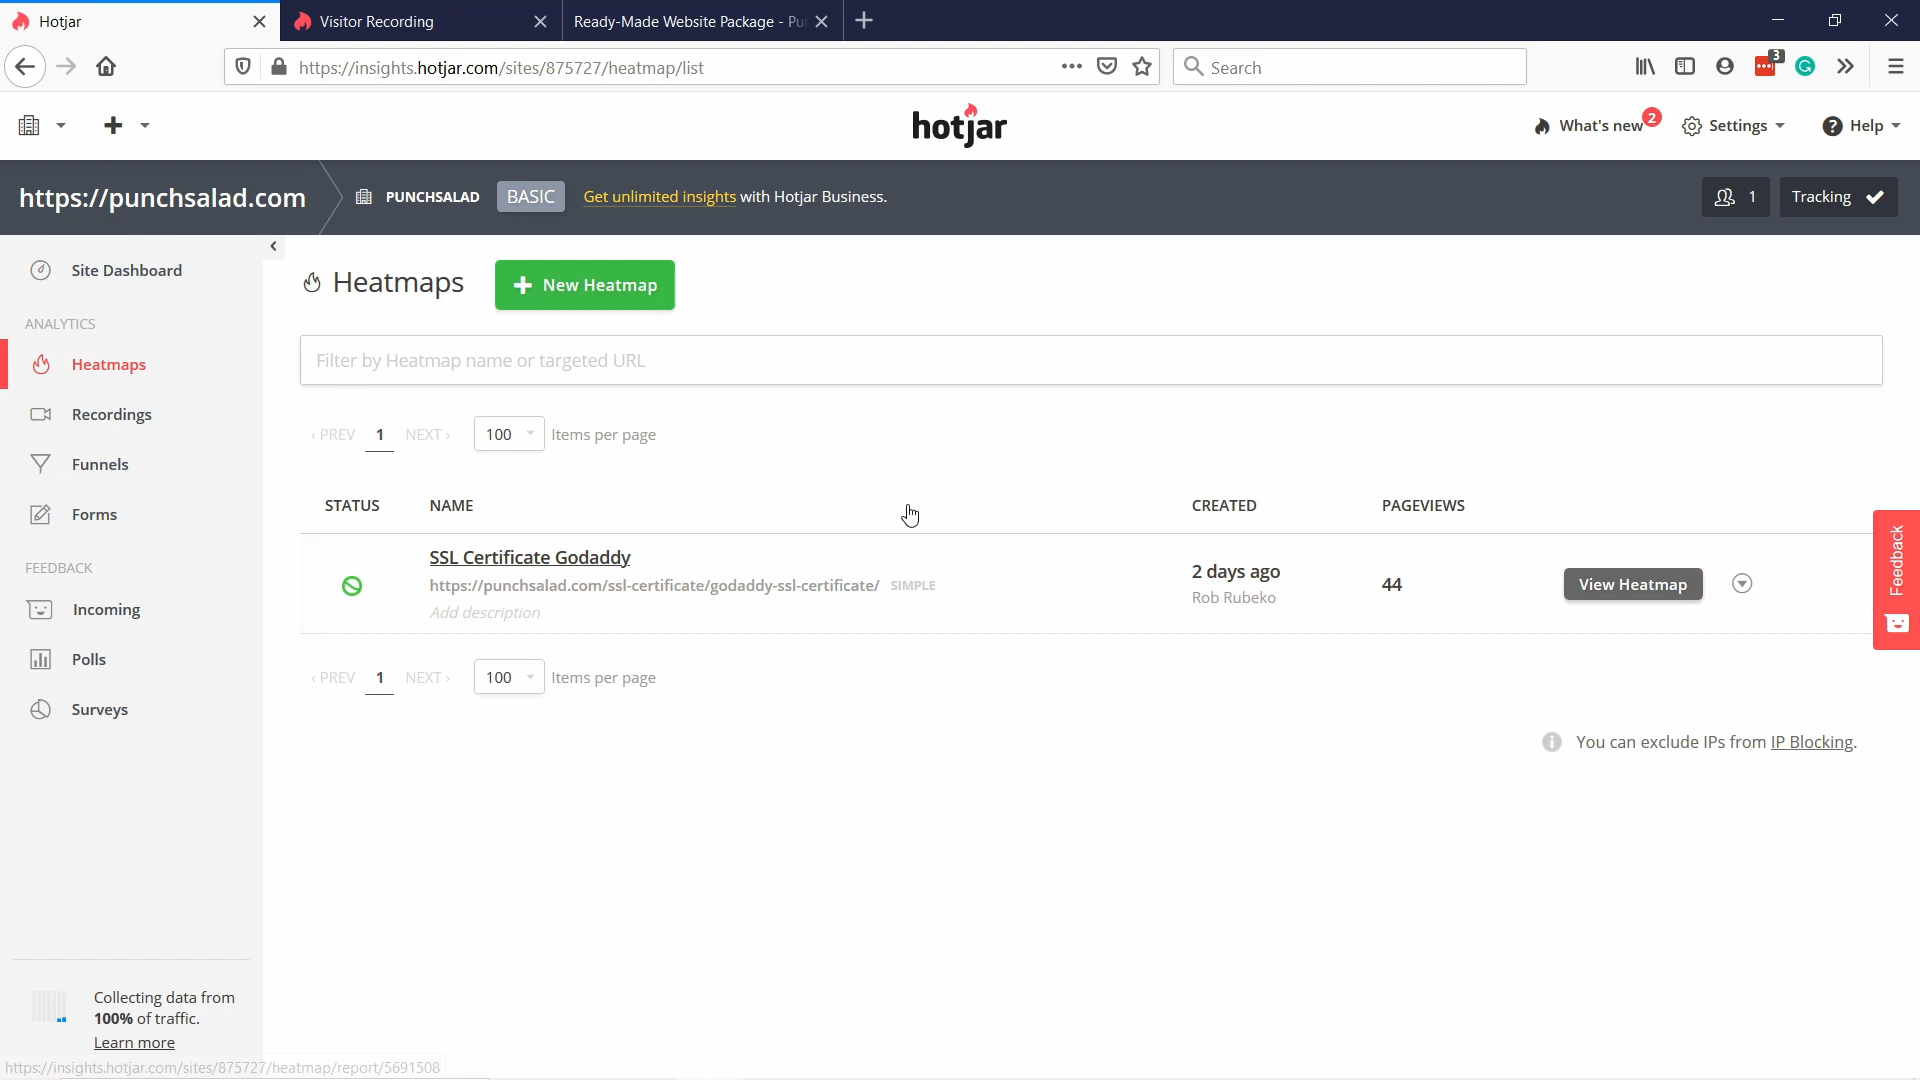 Hotjar
Visitor Recording
Ready-Made Website Package - Pu
https://insights.hotjar.com/sites/875727/heatmap/list
Search
3
hotjar
What's new 2
Settings
Help
https://punchsalad.com
PUNCHSALAD
BASIC
Get unlimited insights with Hotjar Business.
1
Tracking
Site Dashboard
ANALYTICS
Heatmaps
Recordings
Funnels
Forms
FEEDBACK
Incoming
Polls
Surveys
Collecting data from
100% of traffic.
Learn more
Heatmaps
New Heatmap
Filter by Heatmap name or targeted URL
‹ PREV 1 NEXT › 100 Items per page
STATUS NAME CREATED PAGEVIEWS
SSL Certificate Godaddy
https://punchsalad.com/ssl-certificate/godaddy-ssl-certificate/ SIMPLE
Add description
2 days ago
Rob Rubeko
44
View Heatmap
‹ PREV 1 NEXT › 100 Items per page
You can exclude IPs from IP Blocking.
Feedback
https://insights.hotjar.com/sites/875727/heatmap/report/5691508